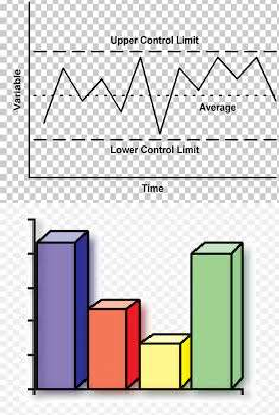 Upper Control Limit
Variable
Average
Lower Control Limit
Time